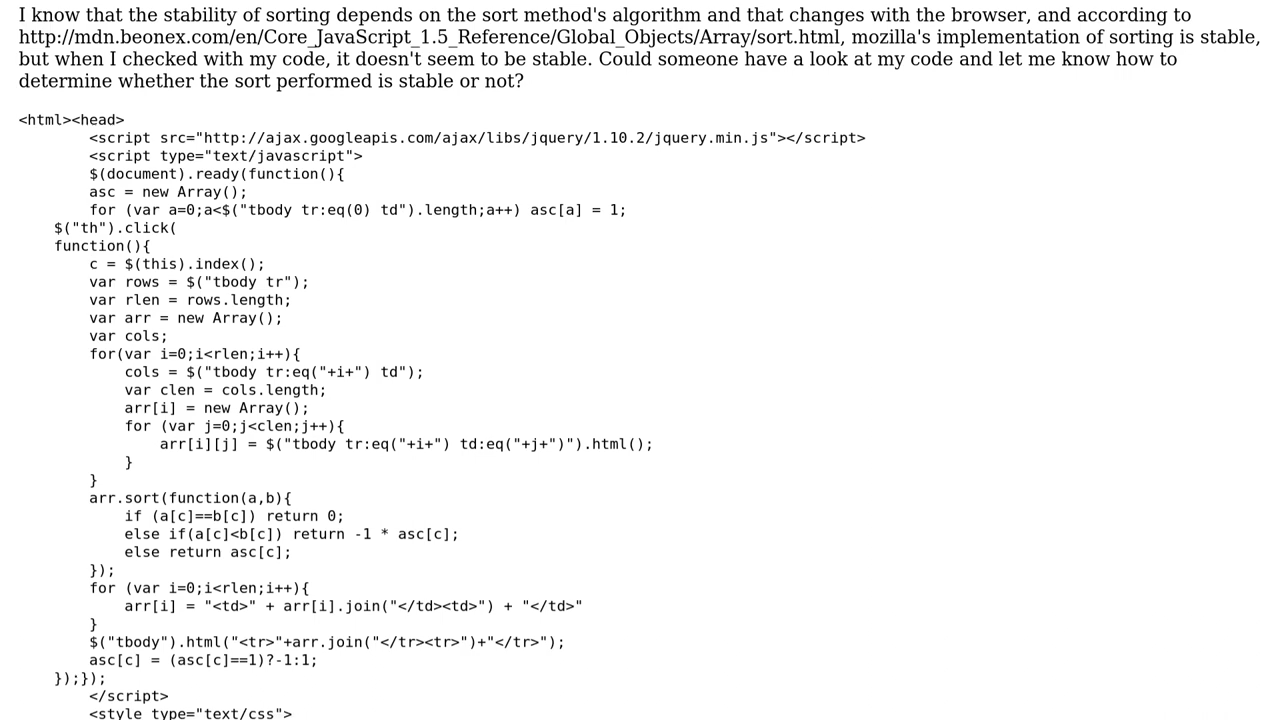 I know that the stability of sorting depends on the sort method's algorithm and that changes with the browser, and according to
http://mdn.beonex.com/en/Core_JavaScript_1.5_Reference/Global_Objects/Array/sort.html, mozilla's implementation of sorting is stable,
but when I checked with my code, it doesn't seem to be stable. Could someone have a look at my code and let me know how to
determine whether the sort performed is stable or not?
<html><head>
<script src="http://ajax.googleapis.com/ajax/libs/jquery/1.10.2/jquery.min.js"></script>
<script type="text/javascript">
$(document).ready(function(){
asc = new Array();
for (var a=0;a<$("tbody tr:eq(0) td").length;a++) asc[a] = 1;
$("th").click(
function(){
c = $(this).index();
var rows = $("tbody tr");
var rlen = rows.length;
var arr = new Array();
var cols;
for(var i=0;i<rlen;i++){
cols = $("tbody tr:eq("+i+") td");
var clen = cols.length;
arr[i] = new Array();
for (var j=0;j<clen;j++){
arr[i][j] = $("tbody tr:eq("+i+") td:eq("+j+")").html();
}
}
arr.sort(function(a,b){
if (a[c]==b[c]) return 0;
else if(a[c]<b[c]) return -1 * asc[c];
else return asc[c];
});
for (var i=0;i<rlen;i++){
arr[i] = "<td>" + arr[i].join("</td><td>") + "</td>"
}
$("tbody").html("<tr>"+arr.join("</tr><tr>")+"</tr>");
asc[c] = (asc[c]==1)?-1:1;
});});
</script>
<style type="text/css">